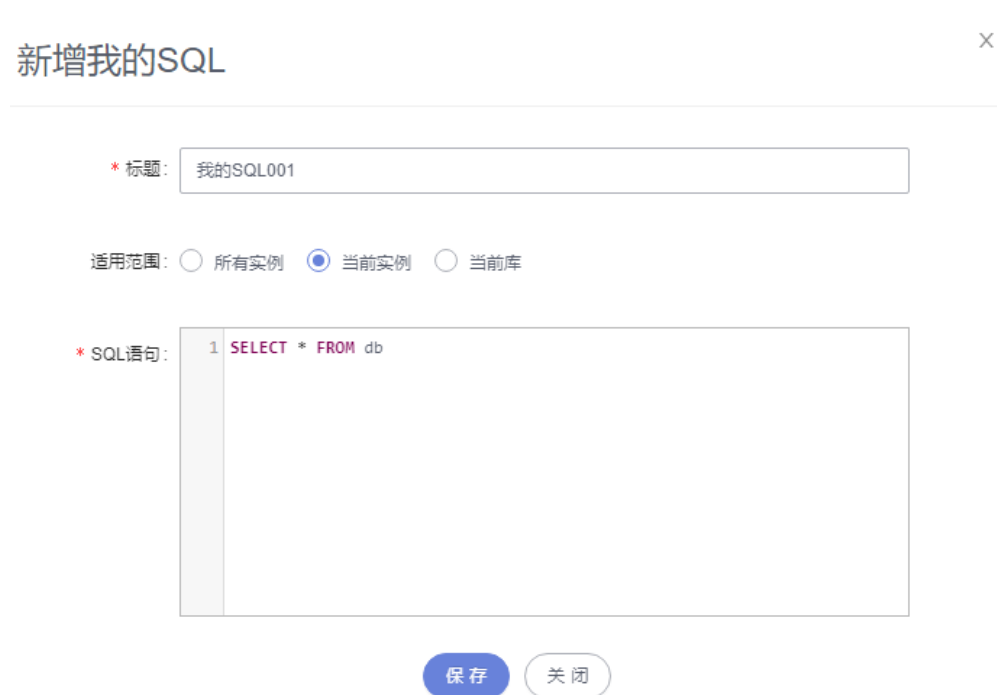 新增我的SQL
X
* 标题: 我的SQL001
适用范围: 所有实例 当前实例 当前库
* SQL语句: 1 SELECT * FROM db
保存 关闭